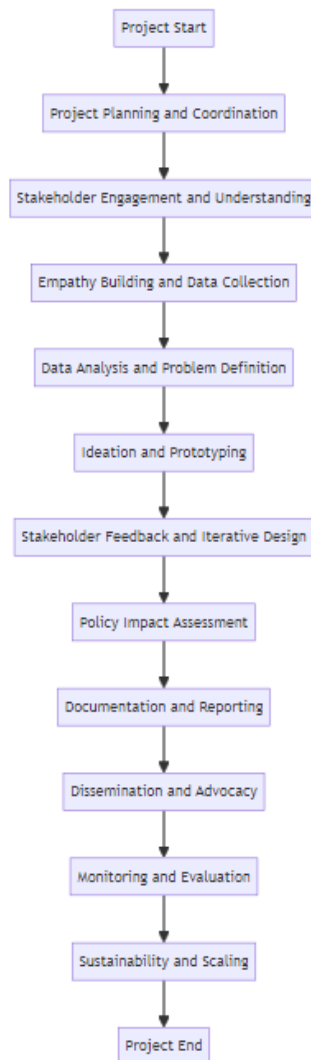 Project Start
Project Planning and Coordination
Stakeholder Engagement and Understanding
Empathy Building and Data Collection
Data Analysis and Problem Definition
Ideation and Prototyping
Stakeholder Feedback and Iterative Design
Policy Impact Assessment
Documentation and Reporting
Dissemination and Advocacy
Monitoring and Evaluation
Sustainability and Scaling
Project End